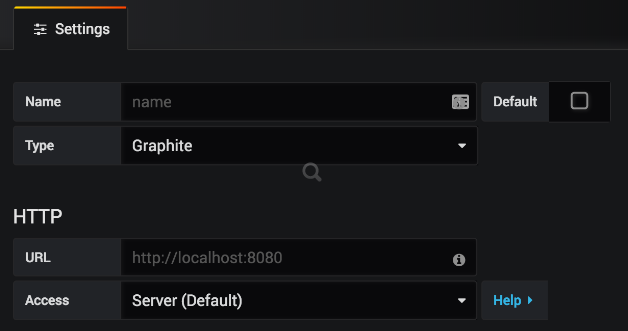 Settings
Name name Default
Type Graphite
HTTP
URL http://localhost:8080
Access Server (Default) Help